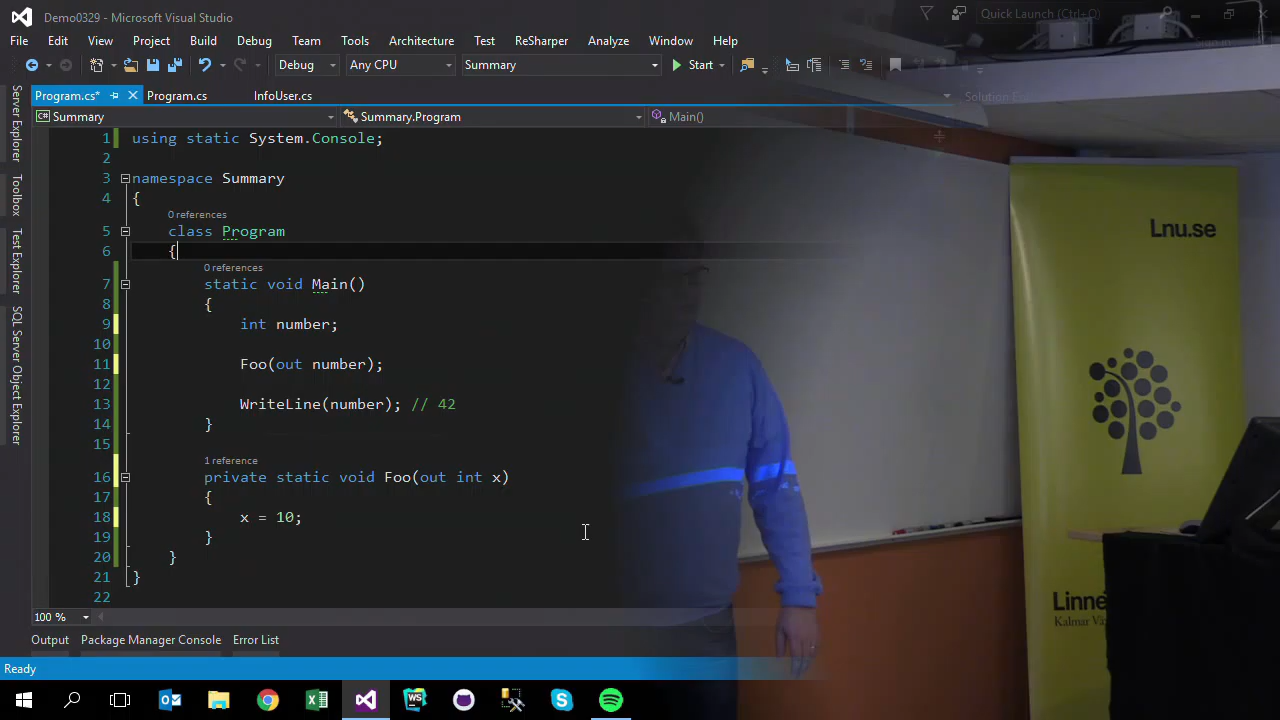 Demo0329 - Microsoft Visual Studio
Quick Launch (Ctrl+Q)
File Edit View Project Build Debug Team Tools Architecture Test ReSharper Analyze Window Help
Debug Any CPU Summary Start
Program.cs* Program.cs InfoUser.cs
Summary Summary.Program Main()
Server Explorer
Toolbox
Test Explorer
SQL Server Object Explorer
1 using static System.Console;
2
3 namespace Summary
4 {
0 references
5 class Program
6 {
0 references
7 static void Main()
8 {
9 int number;
10
11 Foo(out number);
12
13 WriteLine(number); // 42
14 }
15
1 reference
16 private static void Foo(out int x)
17 {
18 x = 10;
19 }
20 }
21 }
22
100 %
Output Package Manager Console Error List
Ready
Lnu.se
Linne